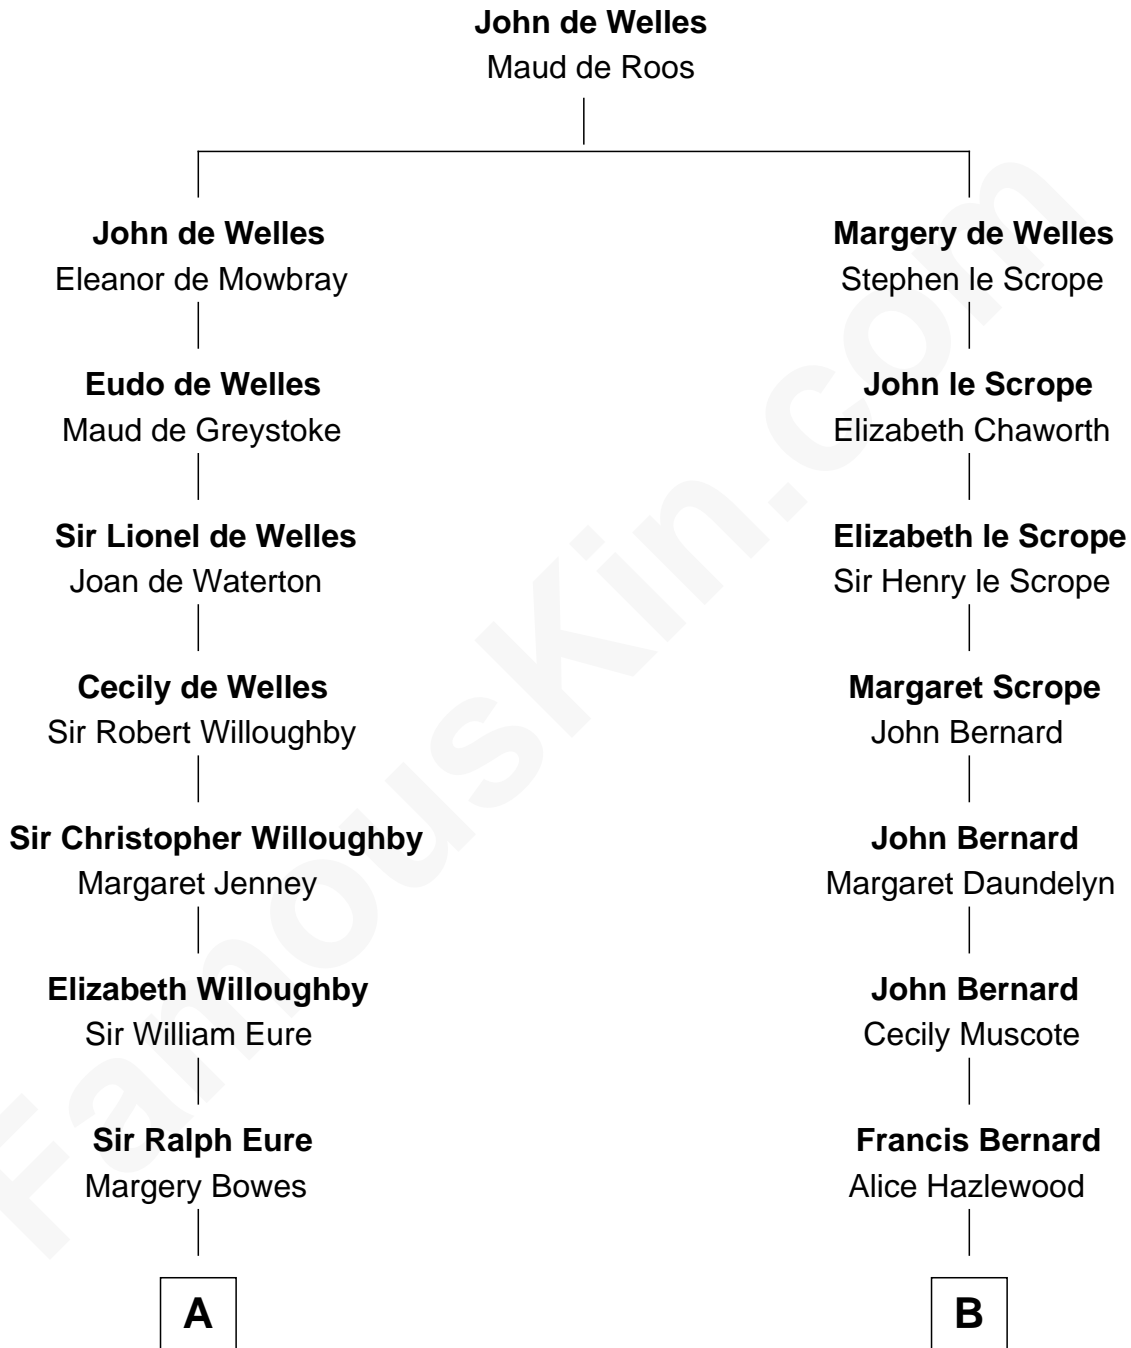 John de Welles
Maud de Roos
John de Welles
Eleanor de Mowbray
Margery de Welles
Stephen le Scrope
Eudo de Welles
Maud de Greystoke
John le Scrope
Elizabeth Chaworth
Sir Lionel de Welles
Joan de Waterton
Elizabeth le Scrope
Sir Henry le Scrope
Cecily de Welles
Sir Robert Willoughby
Margaret Scrope
John Bernard
Sir Christopher Willoughby
Margaret Jenney
John Bernard
Margaret Daundelyn
Elizabeth Willoughby
Sir William Eure
John Bernard
Cecily Muscote
Sir Ralph Eure
Margery Bowes
Francis Bernard
Alice Hazlewood
A
B
FamousKin.com